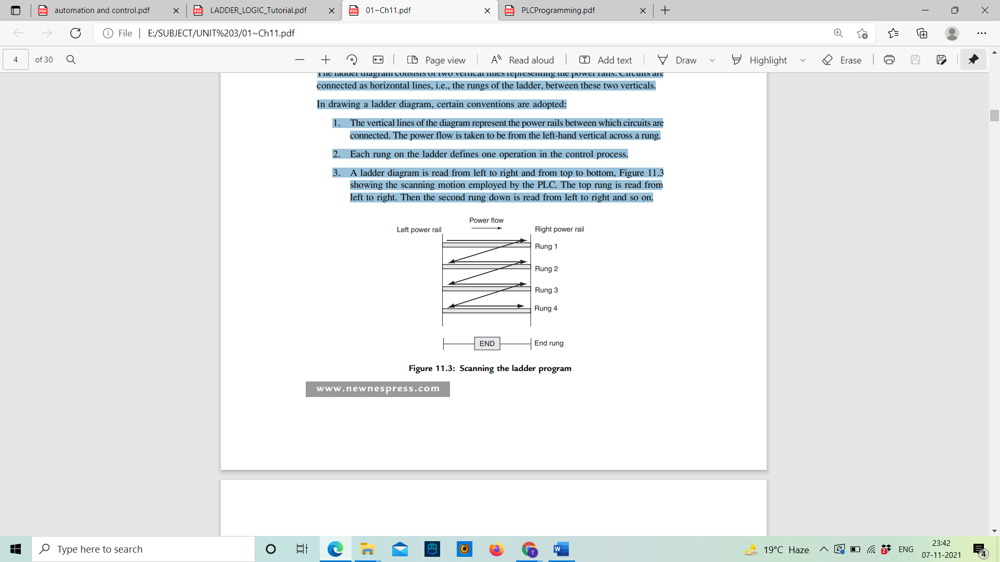 automation and control.pdf
LADDER_LOGIC_Tutorial.pdf
01~Ch11.pdf
PLCProgramming.pdf
File
E:/SUBJECT/UNIT%203/01~Ch11.pdf
4 of 30
Page view
Read aloud
Add text
Draw
Highlight
Erase
The ladder diagram consists of two vertical lines representing the power rails. Circuits are
connected as horizontal lines, i.e., the rungs of the ladder, between these two verticals.
In drawing a ladder diagram, certain conventions are adopted:
1. The vertical lines of the diagram represent the power rails between which circuits are
connected. The power flow is taken to be from the left-hand vertical across a rung.
2. Each rung on the ladder defines one operation in the control process.
3. A ladder diagram is read from left to right and from top to bottom, Figure 11.3
showing the scanning motion employed by the PLC. The top rung is read from
left to right. Then the second rung down is read from left to right and so on.
Power flow
Left power rail
Right power rail
Rung 1
Rung 2
Rung 3
Rung 4
END
End rung
Figure 11.3: Scanning the ladder program
www.newnespress.com
Type here to search
19°C Haze
ENG
23:42
07-11-2021
4